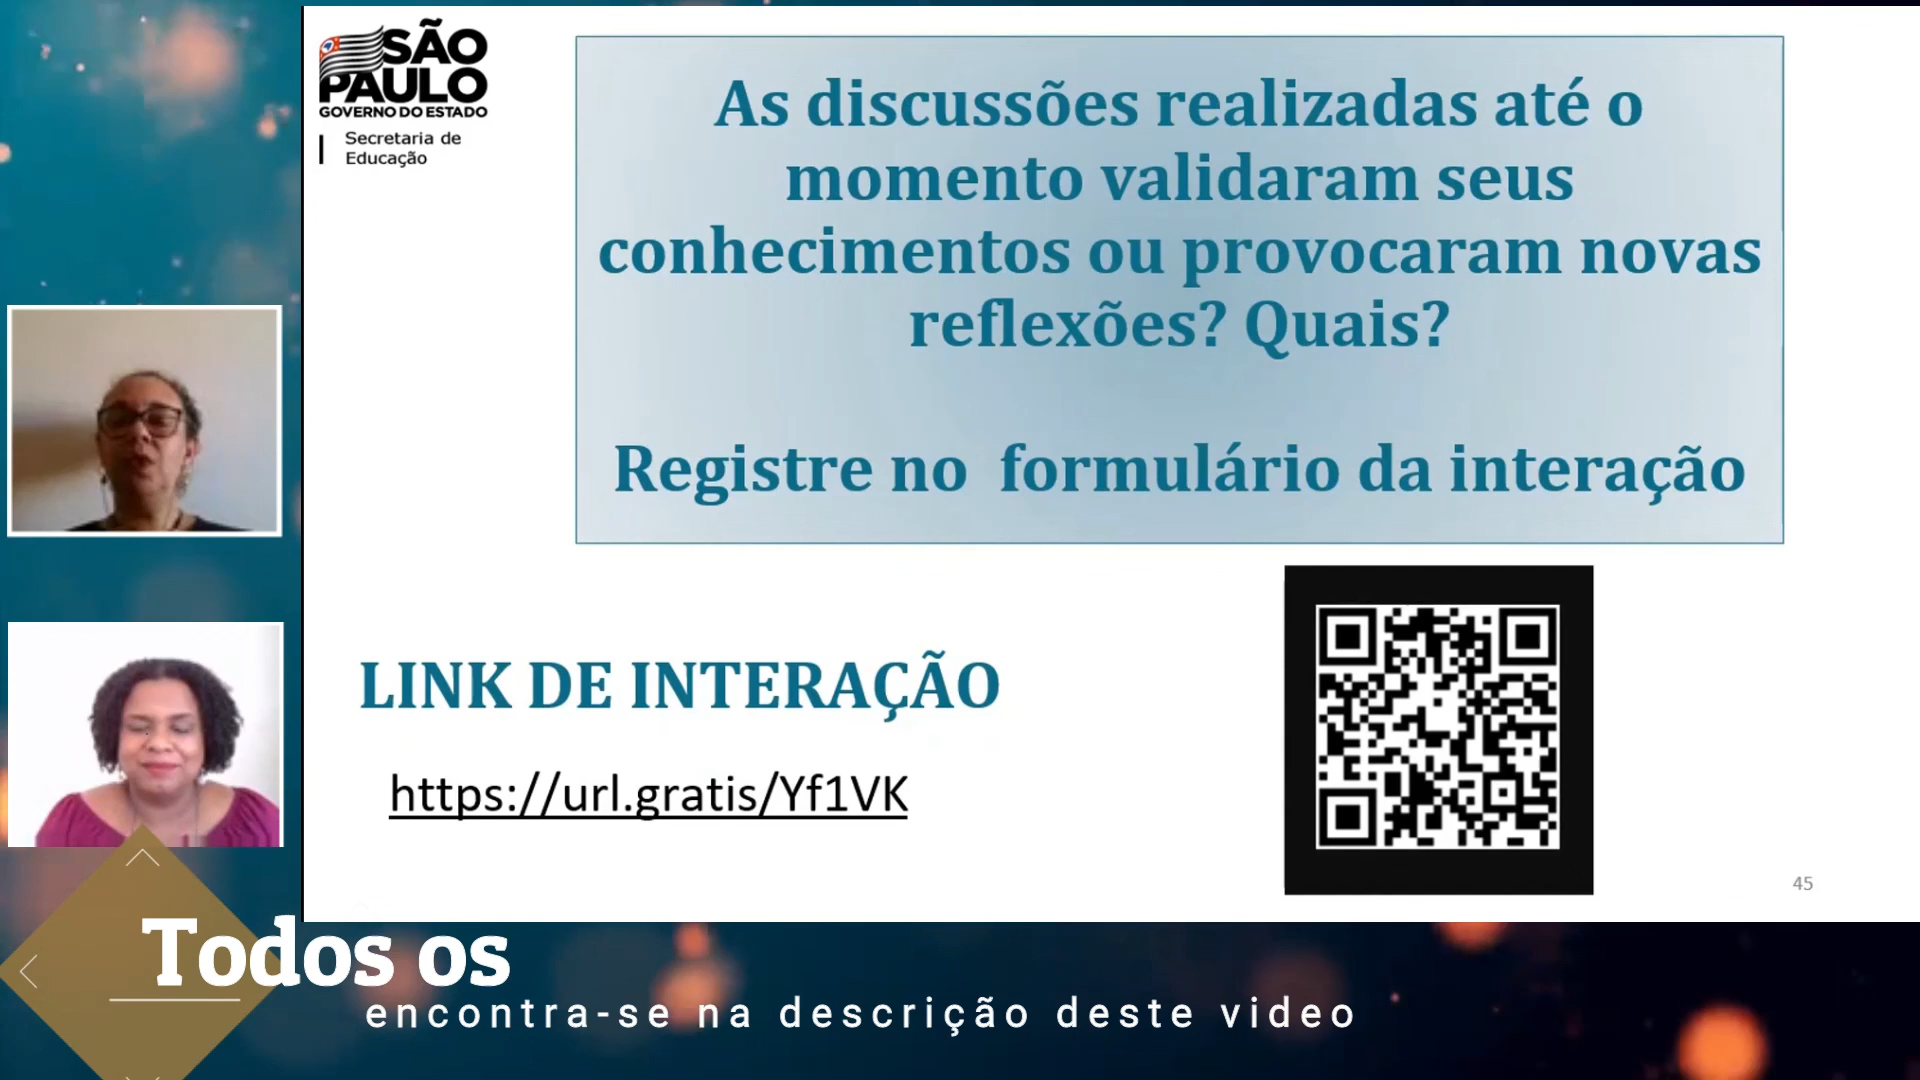 SÃO
PAULO
GOVERNO DO ESTADO
Secretaria de
Educação
As discussões realizadas até o
momento validaram seus
conhecimentos ou provocaram novas
reflexões? Quais?
Registre no formulário da interação
LINK DE INTERAÇÃO
https://url.gratis/Yf1VK
45
Todos os
encontra-se na descrição deste video